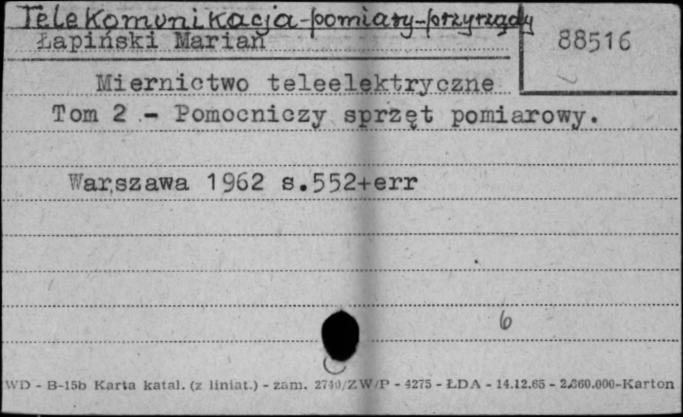 Telekomunikacja-pomiary-przyrządy
Łapiński Marian
88516
Miernictwo teleelektryczne
Tom 2 - Pomocniczy sprzęt pomiarowy.
Warszawa 1962 s.552+err
6
WD - B-15b Karta katal. (z liniat.) - zam. 2740/ZW/P - 4275 - ŁDA - 14.12.65 - 2.860.000-Karton